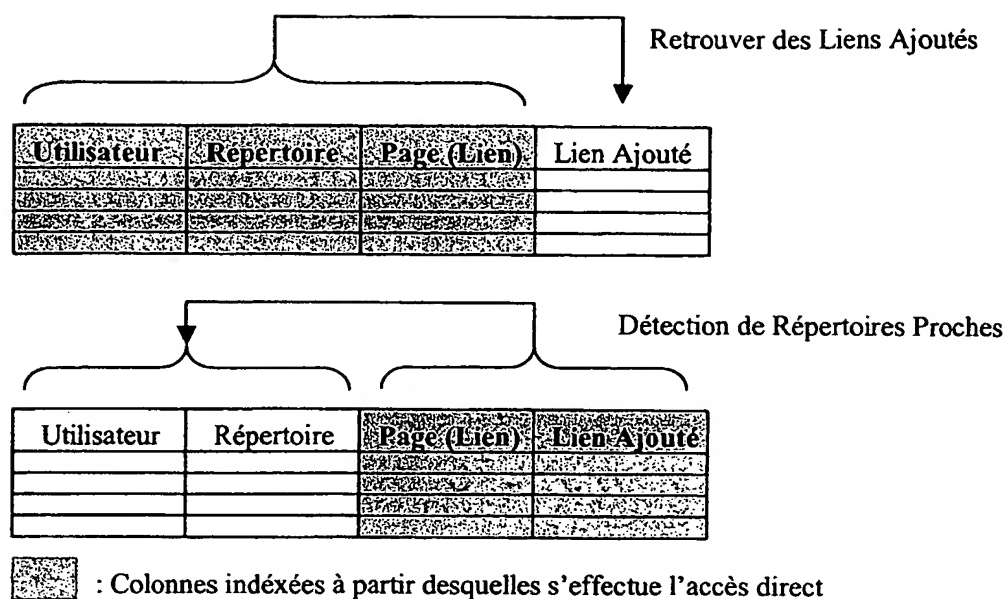 Retrouver des Liens Ajoutés
Utilisateur Répertoire Page (Lien) Lien Ajouté
Détection de Répertoires Proches
Utilisateur Répertoire Page (Lien) Lien Ajouté
: Colonnes indéxées à partir desquelles s'effectue l'accès direct